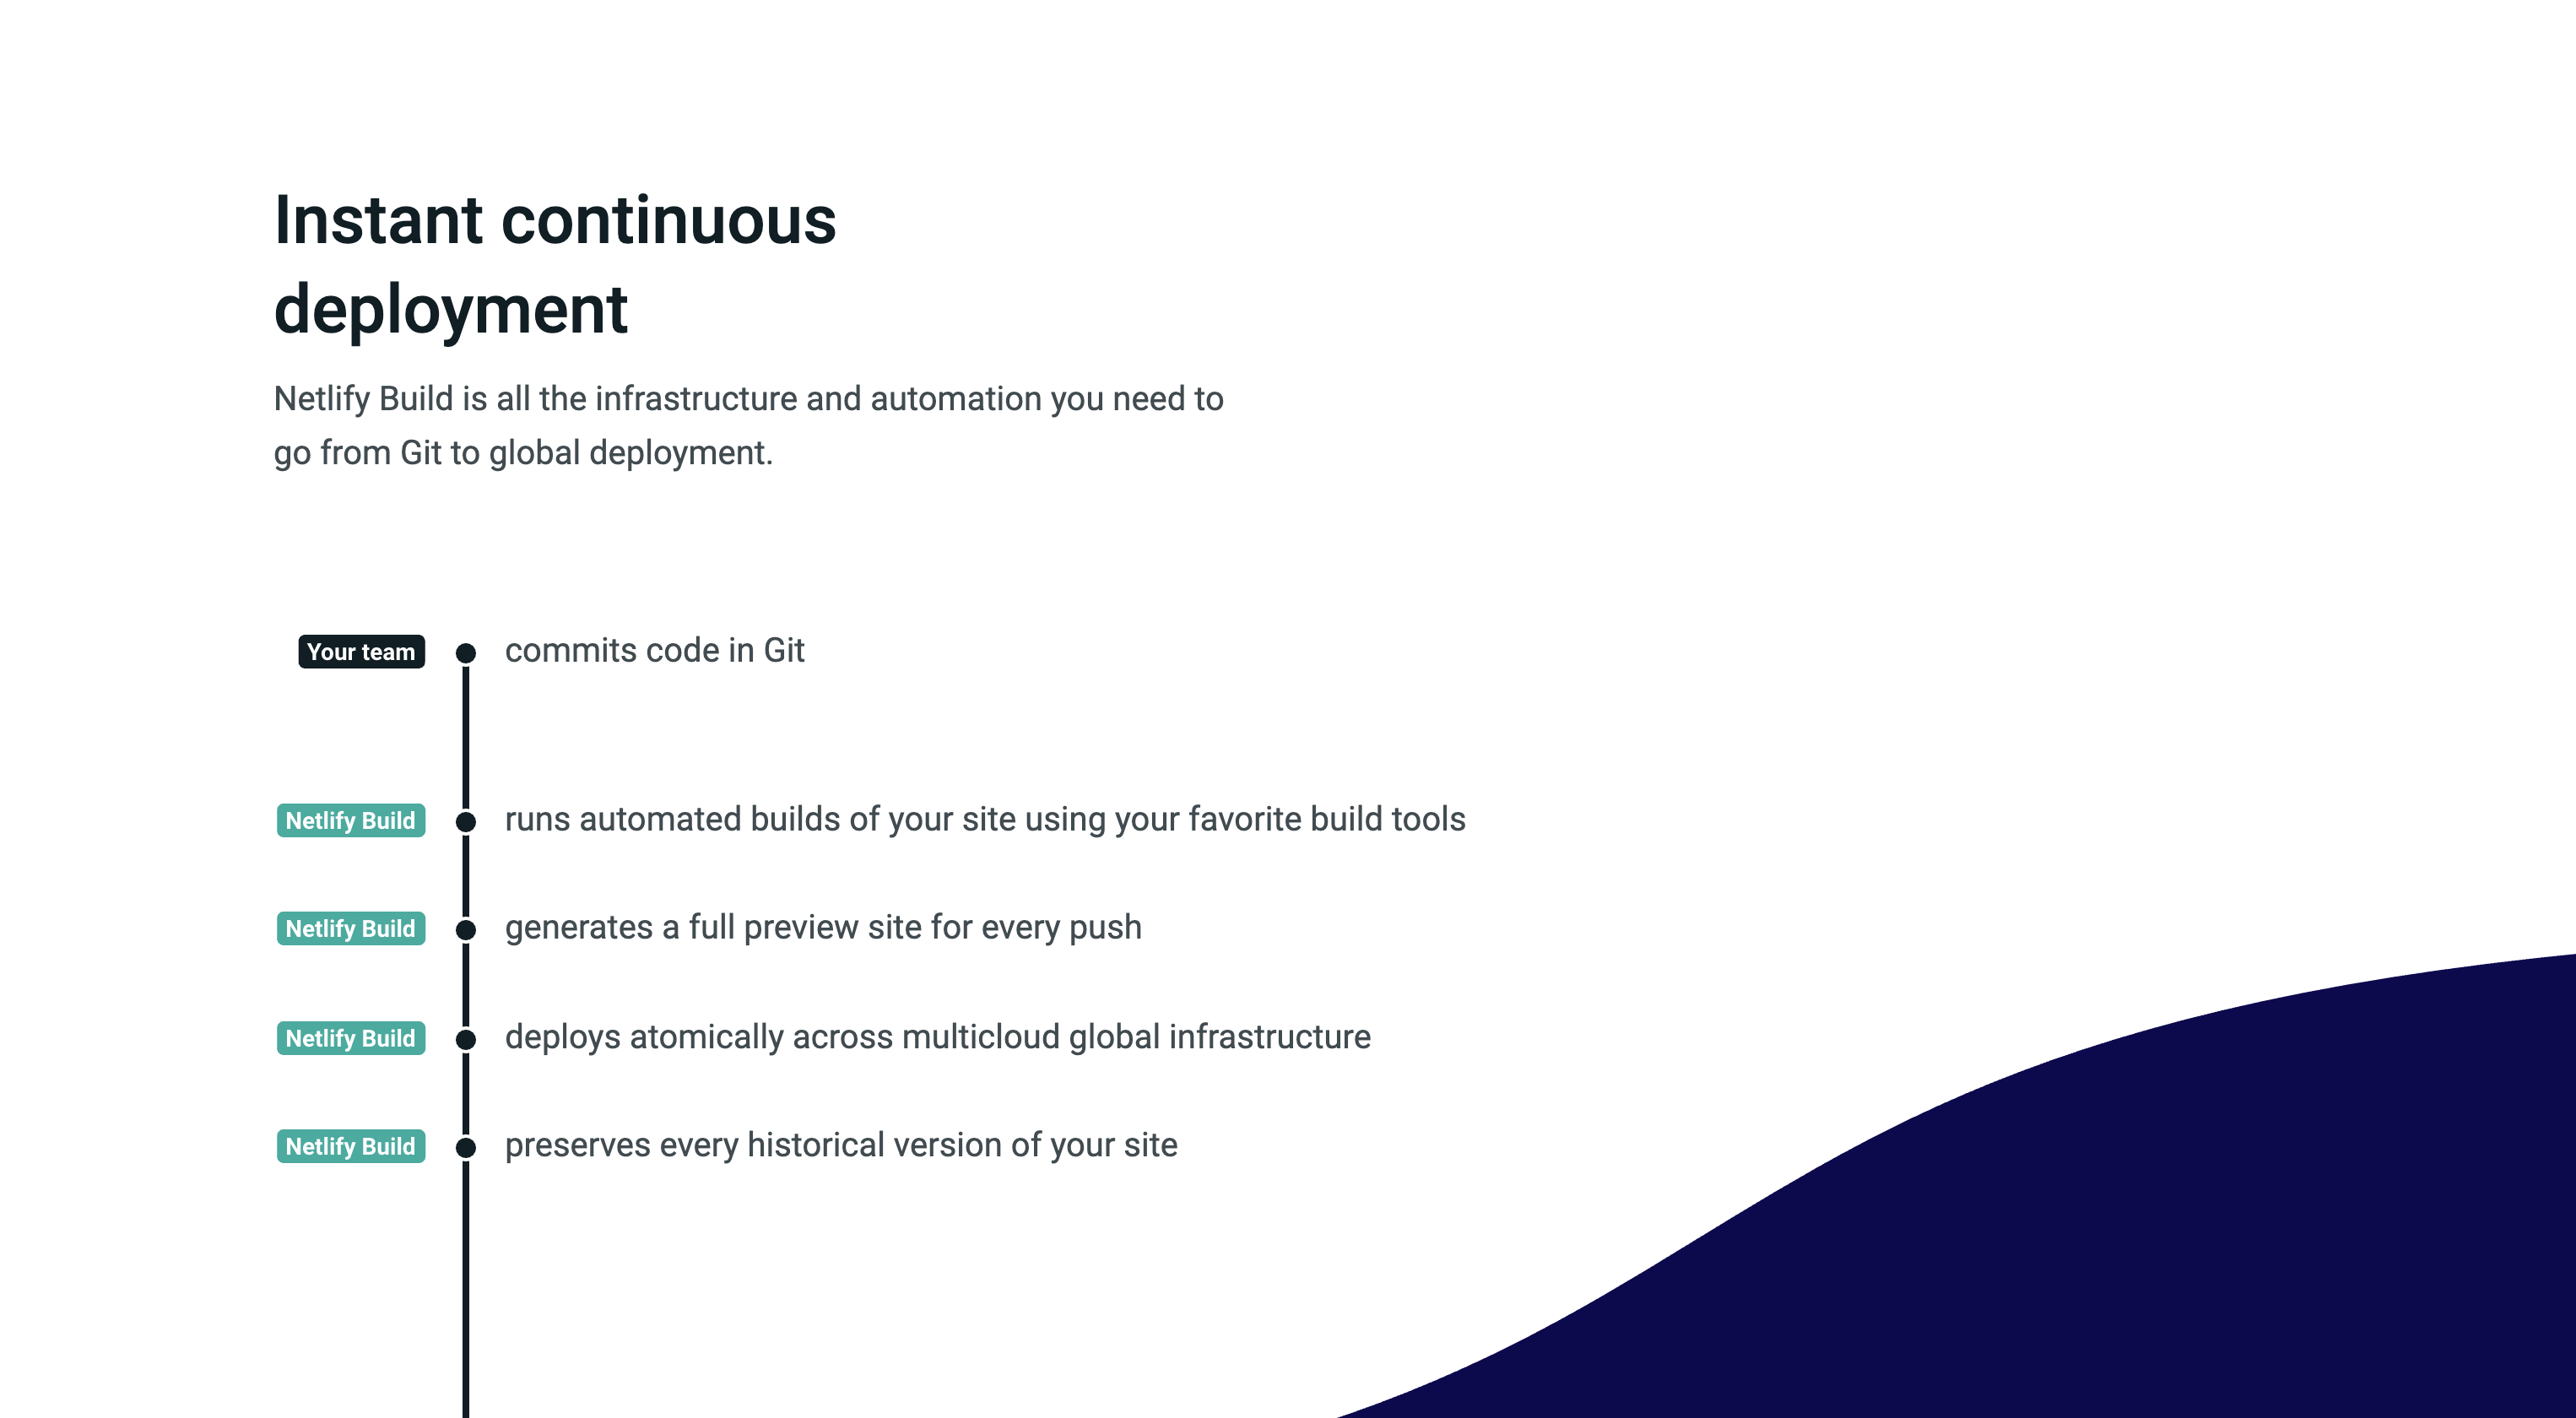 Instant continuous
deployment
Netlify Build is all the infrastructure and automation you need to
go from Git to global deployment.
Your team commits code in Git
Netlify Build runs automated builds of your site using your favorite build tools
Netlify Build generates a full preview site for every push
Netlify Build deploys atomically across multicloud global infrastructure
Netlify Build preserves every historical version of your site